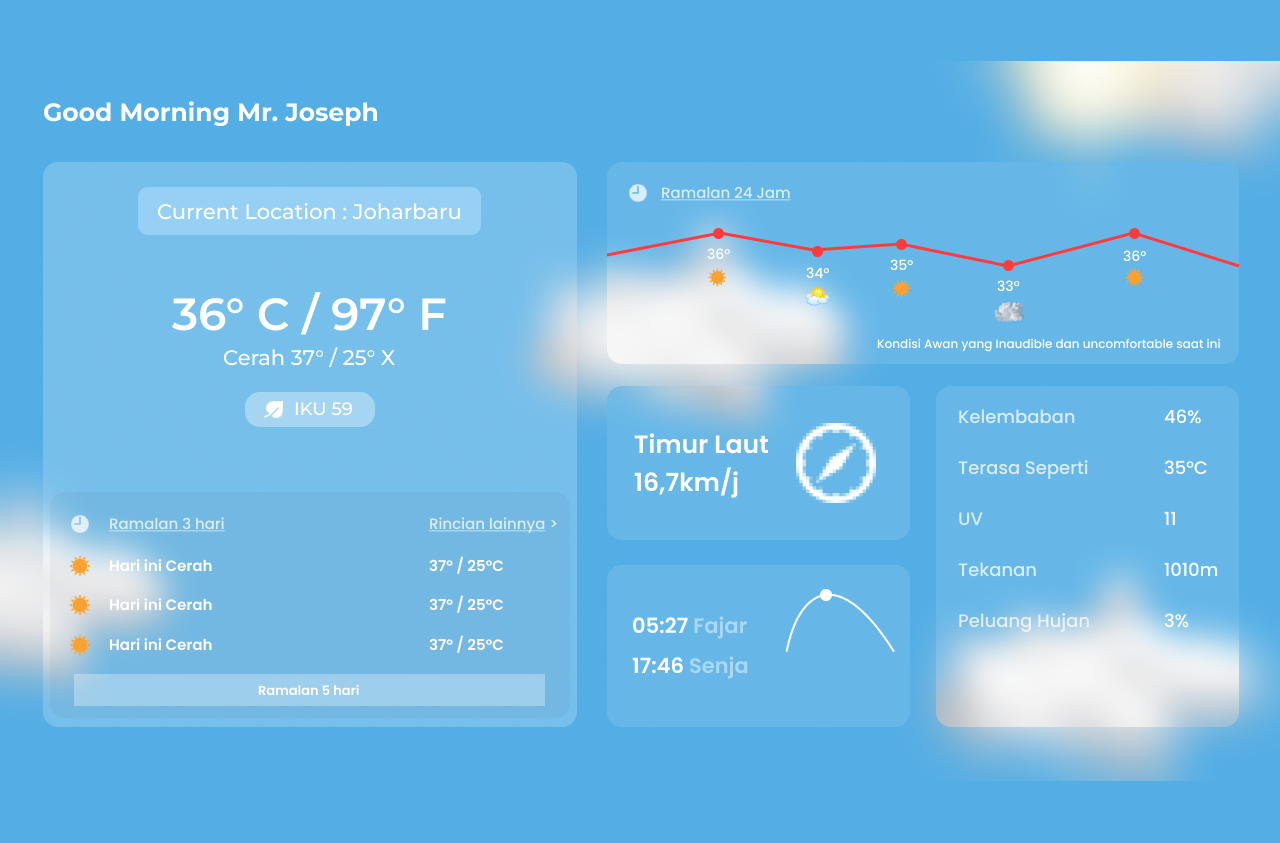 Good Morning Mr. Joseph
Current Location : Joharbaru
36° C / 97° F
Cerah 37° / 25° X
IKU 59
Ramalan 3 hari
Rincian lainnya >
Hari ini Cerah 37° / 25°C
Hari ini Cerah 37° / 25°C
Hari ini Cerah 37° / 25°C
Ramalan 5 hari
Ramalan 24 Jam
36° 34° 35° 33° 36°
Kondisi Awan yang Inaudible dan uncomfortable saat ini
Timur Laut
16,7km/j
05:27 Fajar
17:46 Senja
Kelembaban 46%
Terasa Seperti 35°C
UV 11
Tekanan 1010m
Peluang Hujan 3%